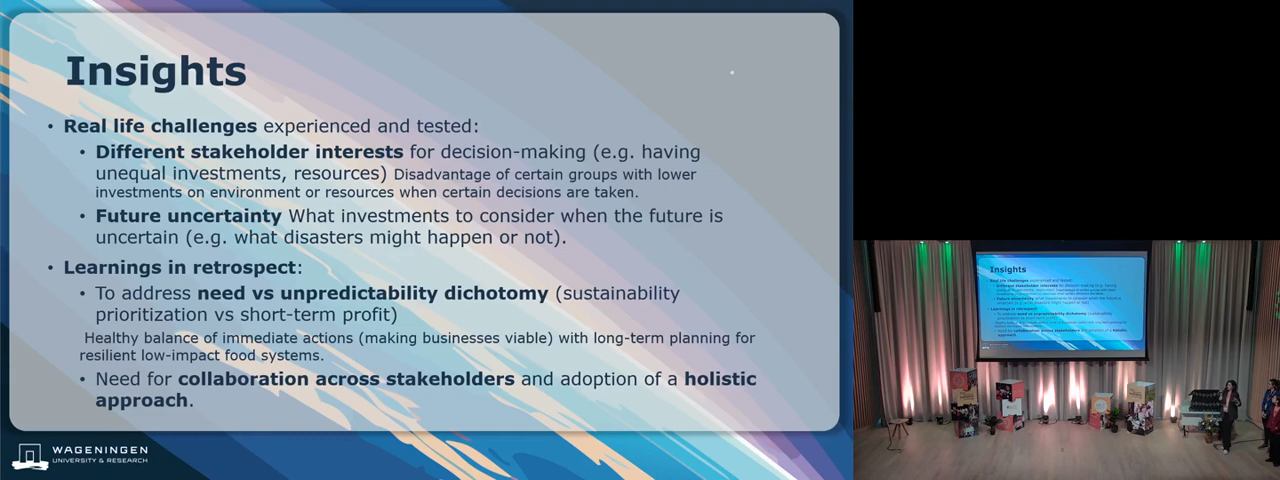 Insights
• Real life challenges experienced and tested:
• Different stakeholder interests for decision-making (e.g. having
unequal investments, resources) Disadvantage of certain groups with lower
investments on environment or resources when certain decisions are taken.
• Future uncertainty What investments to consider when the future is
uncertain (e.g. what disasters might happen or not).
• Learnings in retrospect:
• To address need vs unpredictability dichotomy (sustainability
prioritization vs short-term profit)
Healthy balance of immediate actions (making businesses viable) with long-term planning for
resilient low-impact food systems.
• Need for collaboration across stakeholders and adoption of a holistic
approach.
WAGENINGEN
UNIVERSITY & RESEARCH
Insights